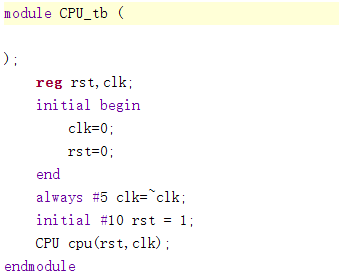 module CPU_tb (
);
reg rst,clk;
initial begin
clk=0;
rst=0;
end
always #5 clk=~clk;
initial #10 rst = 1;
CPU cpu(rst,clk);
endmodule